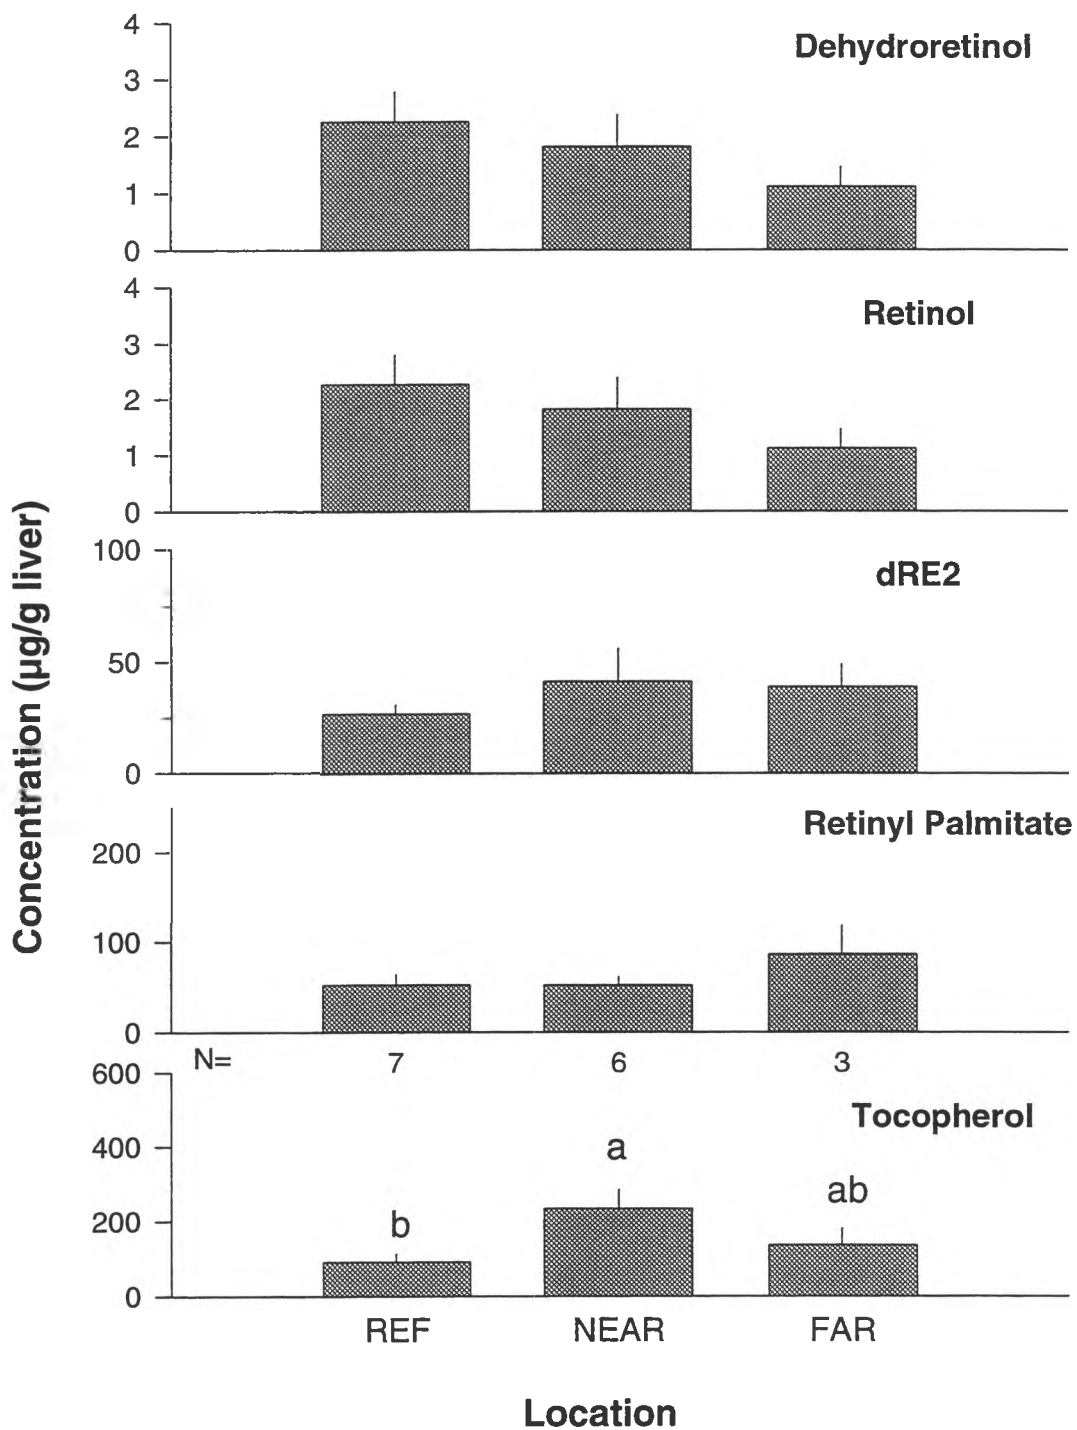 Concentration (µg/g liver)
Dehydroretinol
4
3
2
1
0
Retinol
4
3
2
1
0
dRE2
100
50
0
Retinyl Palmitate
200
100
0
N= 7 6 3
Tocopherol
600
400
200
0
b a ab
REF NEAR FAR
Location